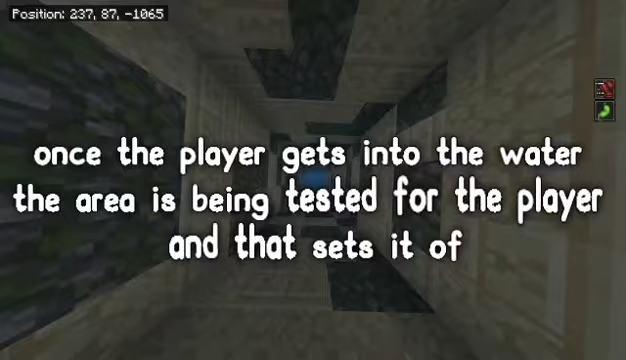 Position: 237, 87, -1065
once the player gets into the water
the area is being tested for the player
and that sets it of